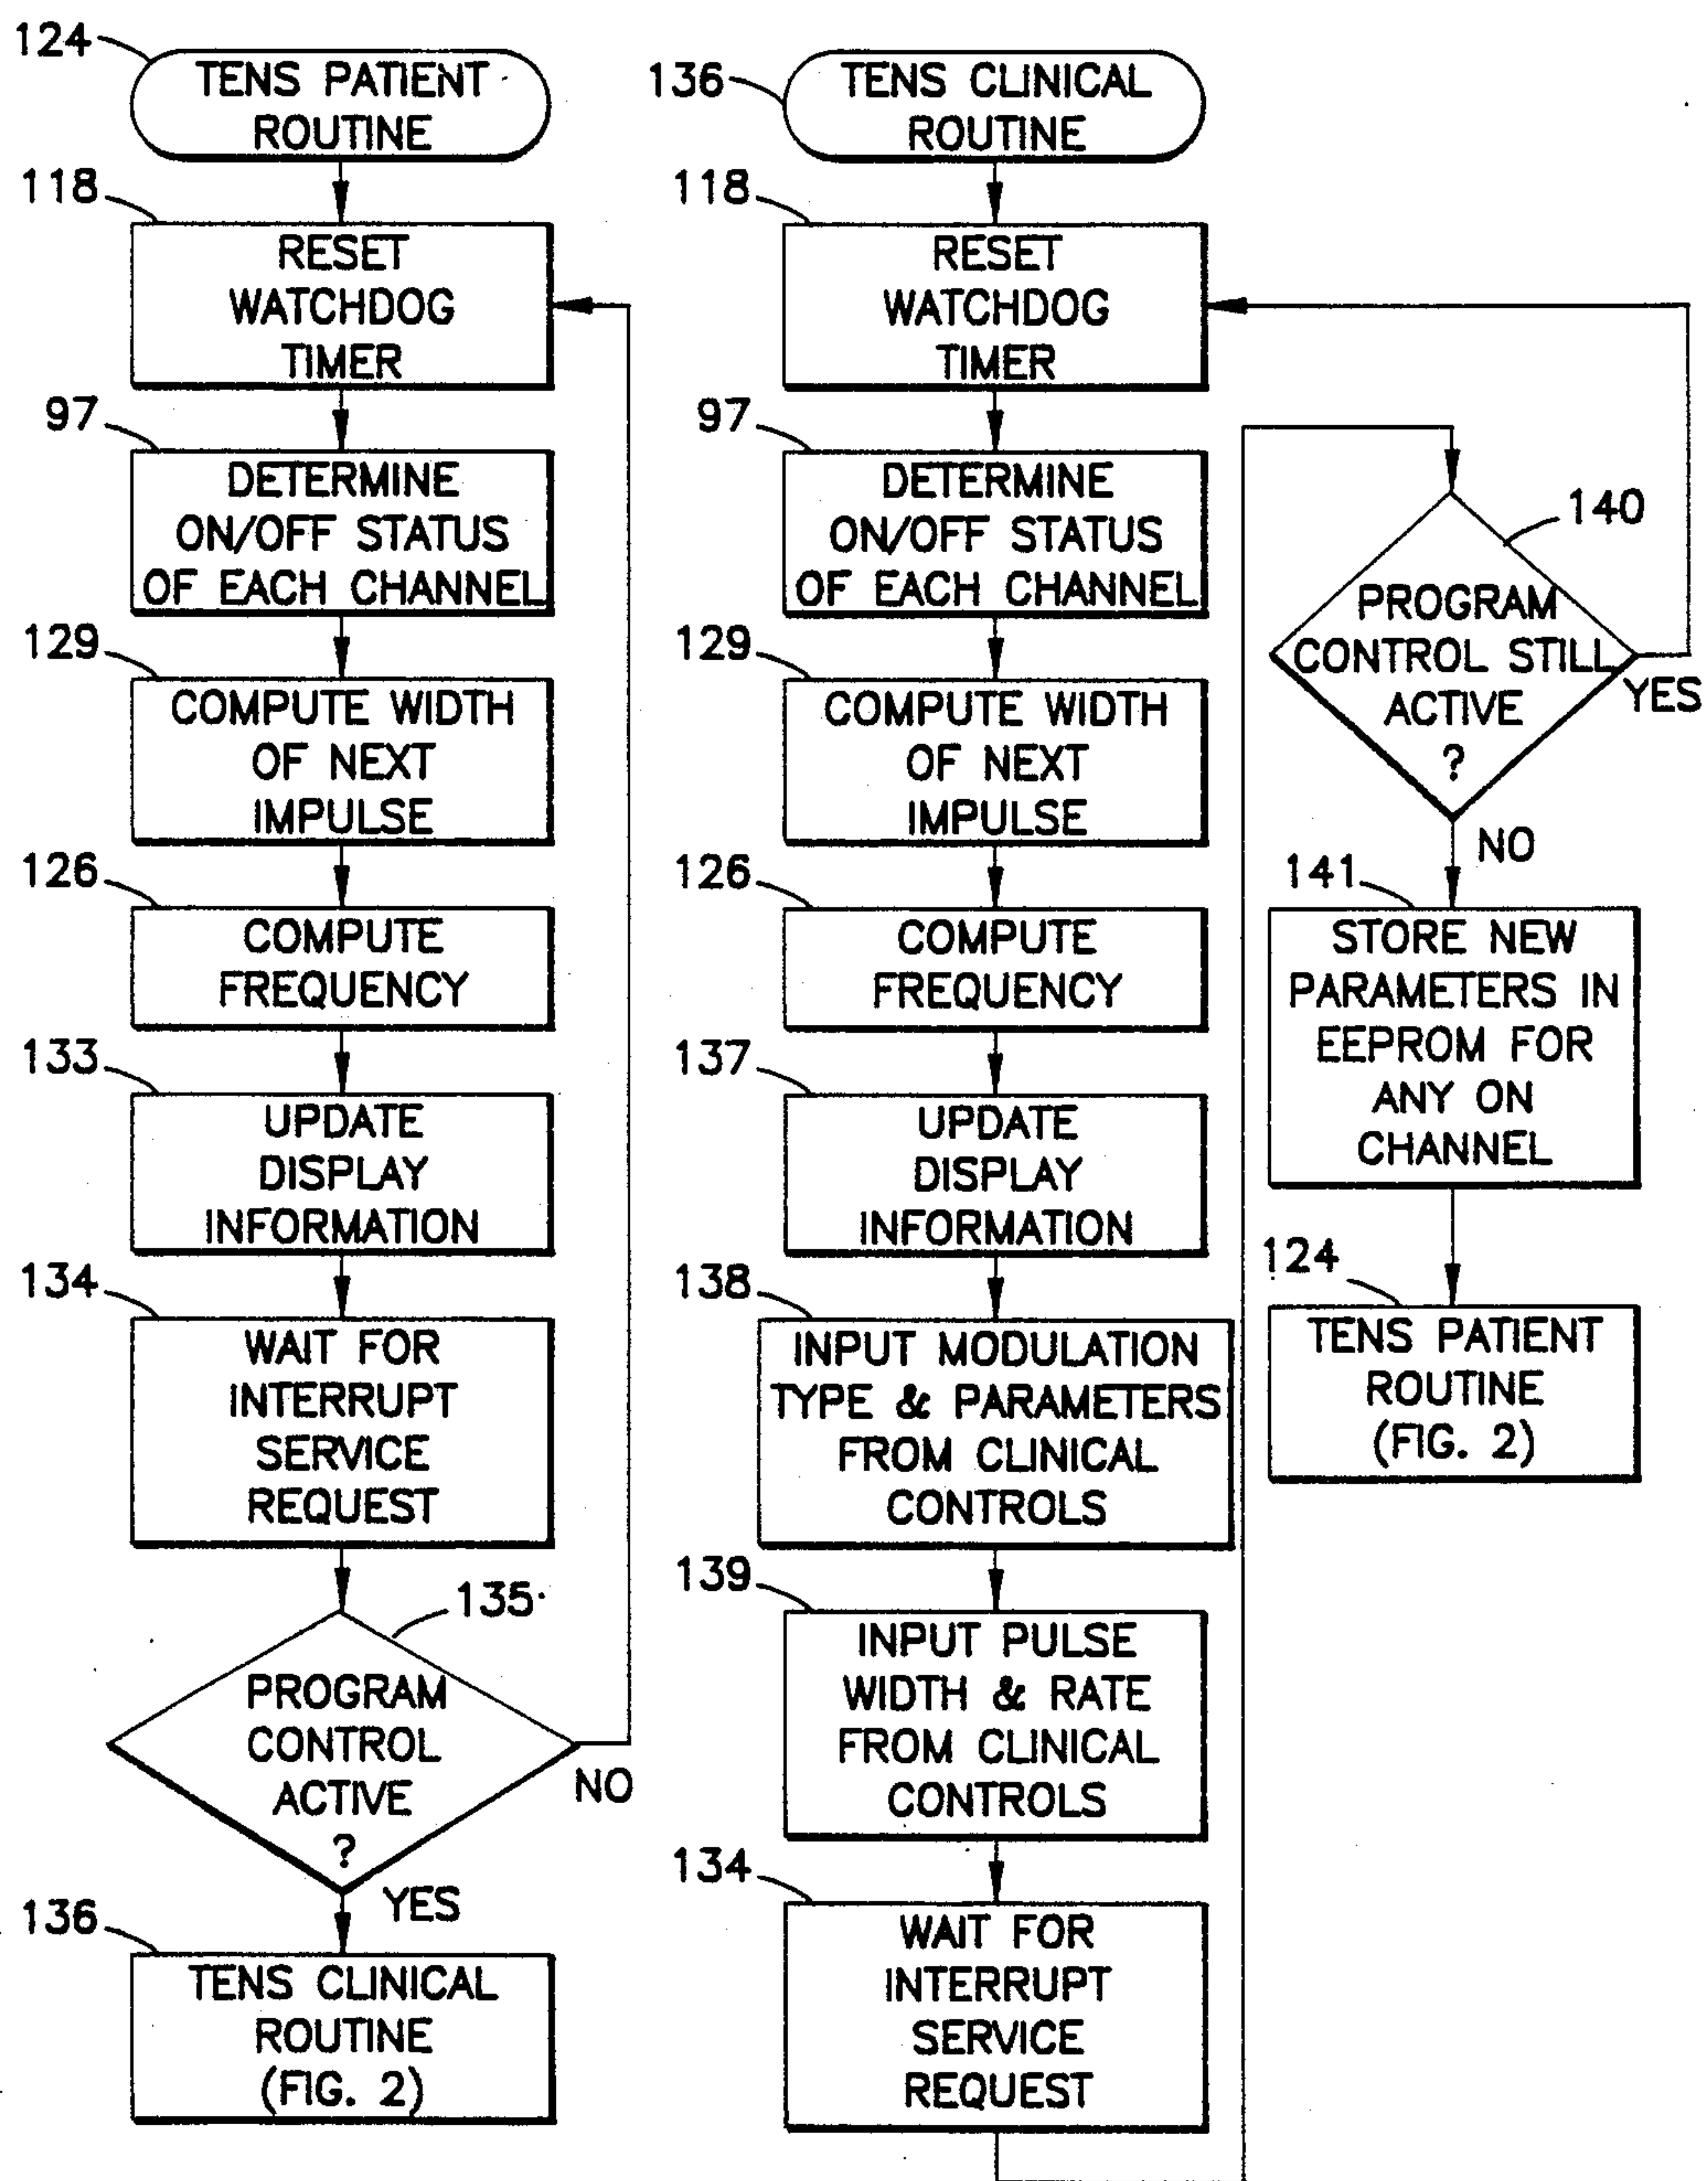 124
TENS PATIENT
ROUTINE
118
RESET
WATCHDOG
TIMER
97
DETERMINE
ON/OFF STATUS
OF EACH CHANNEL
129
COMPUTE WIDTH
OF NEXT
IMPULSE
126
COMPUTE
FREQUENCY
133
UPDATE
DISPLAY
INFORMATION
134
WAIT FOR
INTERRUPT
SERVICE
REQUEST
135
PROGRAM
CONTROL
ACTIVE
?
NO
YES
136
TENS CLINICAL
ROUTINE
(FIG. 2)
136
TENS CLINICAL
ROUTINE
118
RESET
WATCHDOG
TIMER
97
DETERMINE
ON/OFF STATUS
OF EACH CHANNEL
129
COMPUTE WIDTH
OF NEXT
IMPULSE
126
COMPUTE
FREQUENCY
137
UPDATE
DISPLAY
INFORMATION
138
INPUT MODULATION
TYPE & PARAMETERS
FROM CLINICAL
CONTROLS
139
INPUT PULSE
WIDTH & RATE
FROM CLINICAL
CONTROLS
134
WAIT FOR
INTERRUPT
SERVICE
REQUEST
140
PROGRAM
CONTROL STILL
ACTIVE
?
YES
NO
141
STORE NEW
PARAMETERS IN
EEPROM FOR
ANY ON
CHANNEL
124
TENS PATIENT
ROUTINE
(FIG. 2)